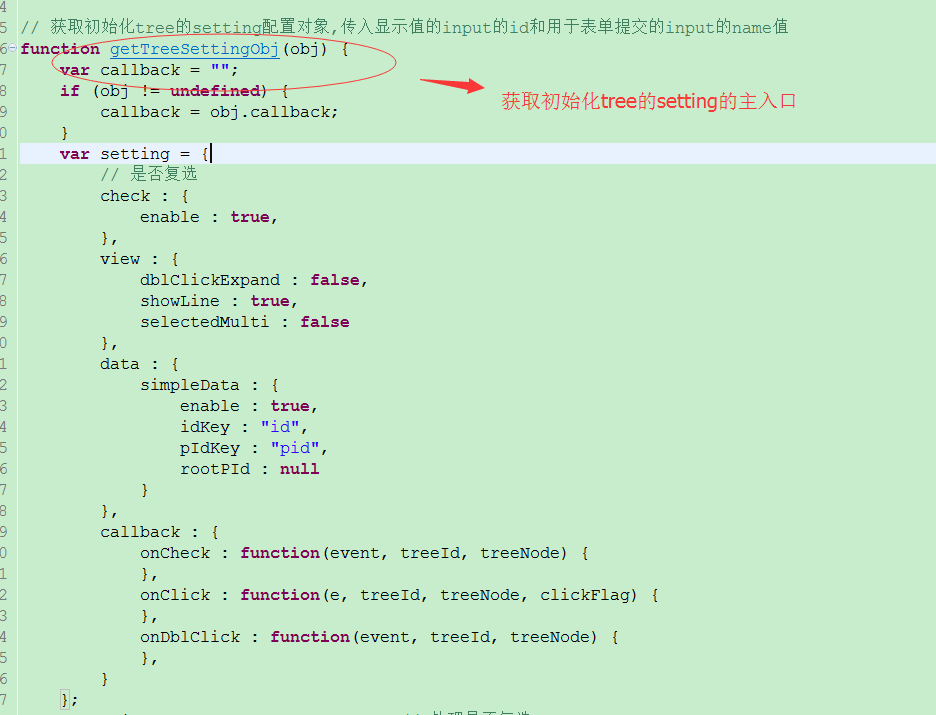 4
5 // 获取初始化tree的setting配置对象,传入显示值的input的id和用于表单提交的input的name值
6 function getTreeSettingObj(obj) {
7 var callback = "";
8 if (obj != undefined) {
9 callback = obj.callback;
0 }
获取初始化tree的setting的主入口
1 var setting = {
2 // 是否复选
3 check : {
4 enable : true,
5 },
6 view : {
7 dblClickExpand : false,
8 showLine : true,
9 selectedMulti : false
0 },
1 data : {
2 simpleData : {
3 enable : true,
4 idKey : "id",
5 pIdKey : "pid",
6 rootPId : null
7 }
8 },
9 callback : {
0 onCheck : function(event, treeId, treeNode) {
1 },
2 onClick : function(e, treeId, treeNode, clickFlag) {
3 },
4 onDblClick : function(event, treeId, treeNode) {
5 },
6 }
7 };